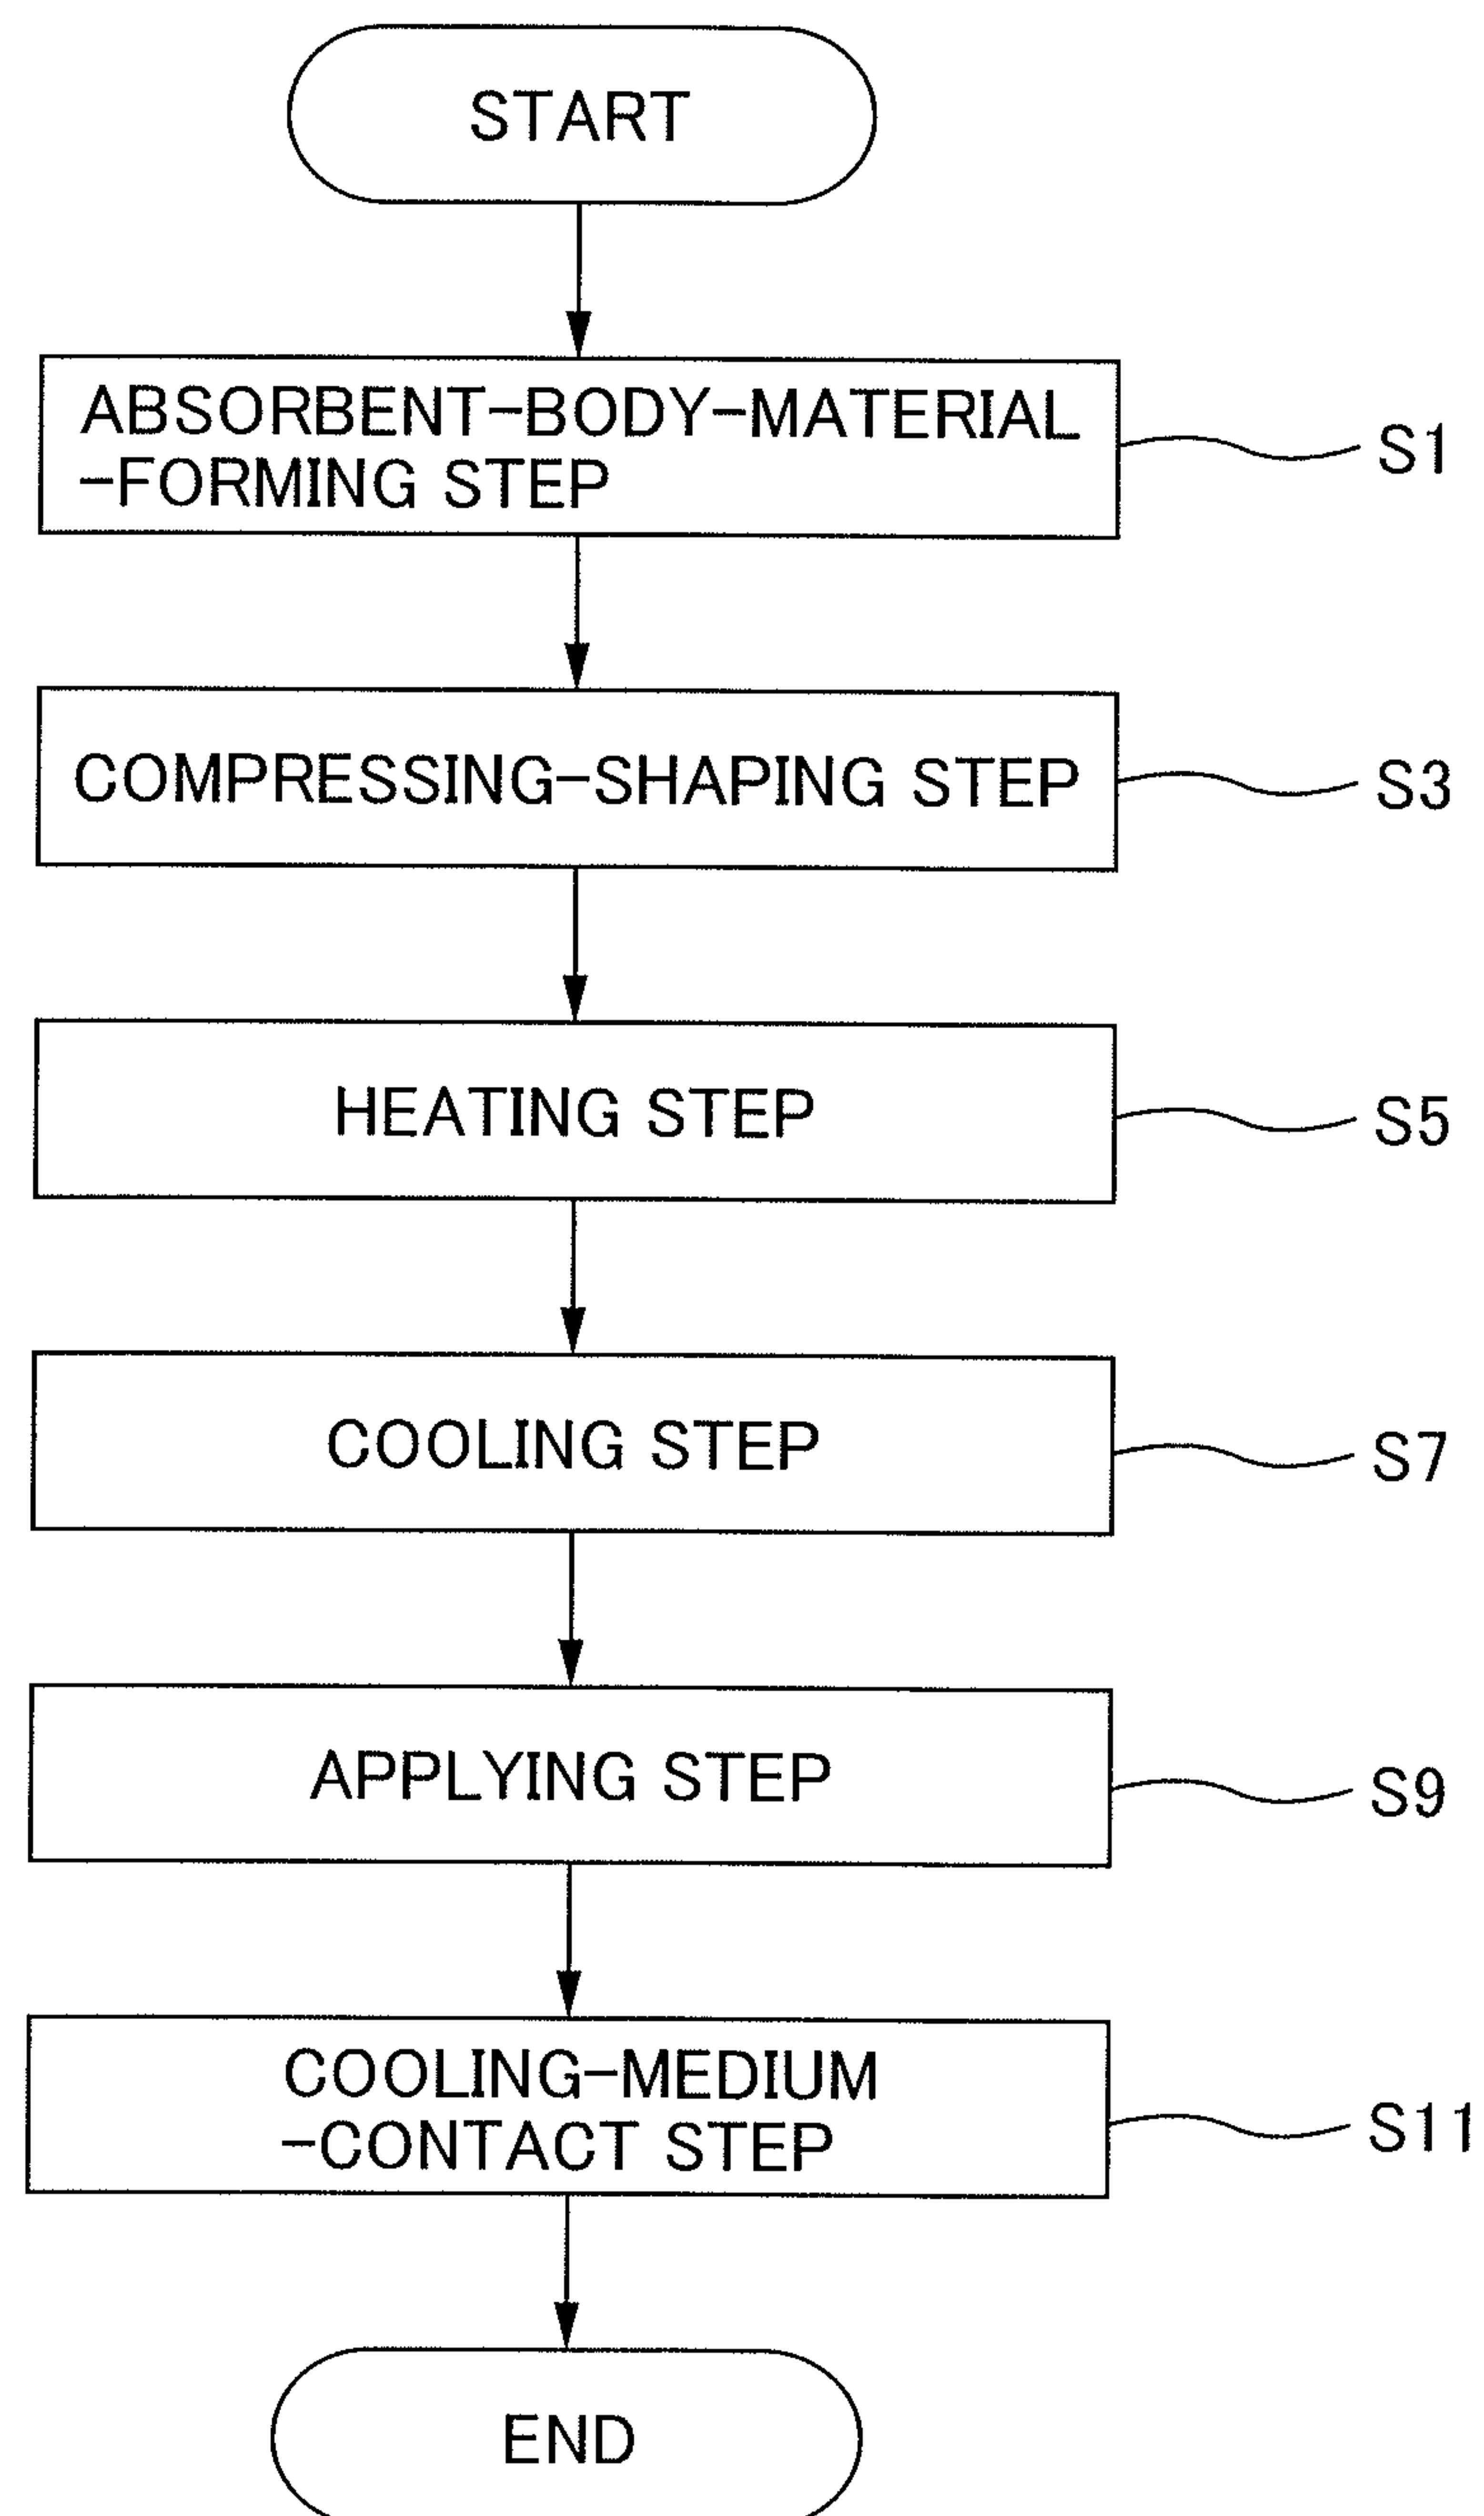 START
ABSORBENT-BODY-MATERIAL
-FORMING STEP
S1
COMPRESSING-SHAPING STEP
S3
HEATING STEP
S5
COOLING STEP
S7
APPLYING STEP
S9
COOLING-MEDIUM
-CONTACT STEP
S11
END